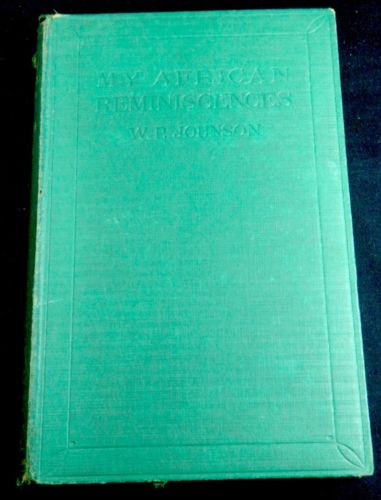 MY AFRICAN
REMINISCENCES
W. P. JOHNSON